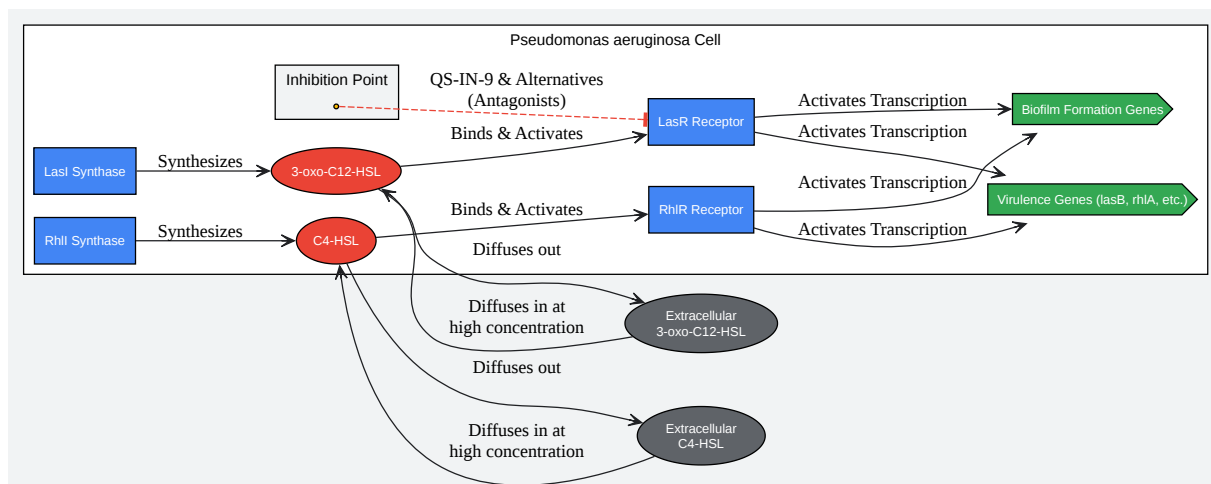 Pseudomonas aeruginosa Cell
Inhibition Point
QS-IN-9 & Alternatives
(Antagonists)
Binds & Activates
LasR Receptor
Activates Transcription
Activates Transcription
Biofilm Formation Genes
LasI Synthase
Synthesizes
3-oxo-C12-HSL
Activates Transcription
Virulence Genes (lasB, rhlA, etc.)
RhlI Synthase
Synthesizes
C4-HSL
Binds & Activates
RhlR Receptor
Activates Transcription
Diffuses out
Diffuses in at
high concentration
Extracellular
3-oxo-C12-HSL
Diffuses out
Diffuses in at
high concentration
Extracellular
C4-HSL